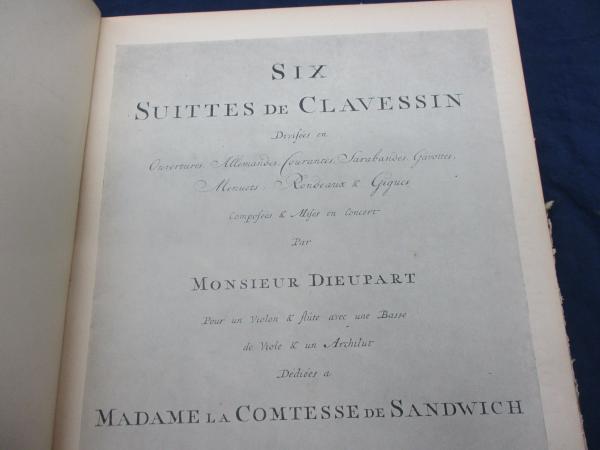 SIX
SUITTES DE CLAVESSIN
Divisées en
Ouvertures, Allemandes, Courantes, Sarabandes, Gavottes,
Menuets, Rondeaux & Gigues
Composées & Mises en Concert
Par
MONSIEUR DIEUPART
Pour un Violon & flûte avec une Basse
de Viole & un Archilut
Dediées a
MADAME LA COMTESSE DE SANDWICH